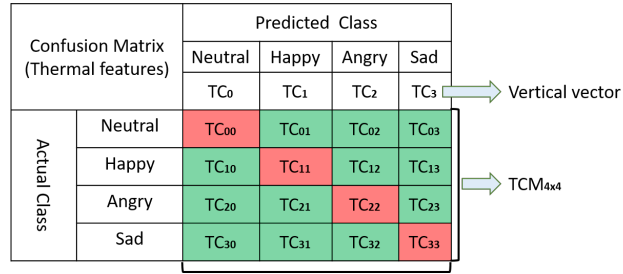 Confusion Matrix
(Thermal features)
Predicted Class
Neutral Happy Angry Sad
TC0 TC1 TC2 TC3
Vertical vector
Actual Class
Neutral TC00 TC01 TC02 TC03
Happy TC10 TC11 TC12 TC13
Angry TC20 TC21 TC22 TC23
Sad TC30 TC31 TC32 TC33
TCM4x4